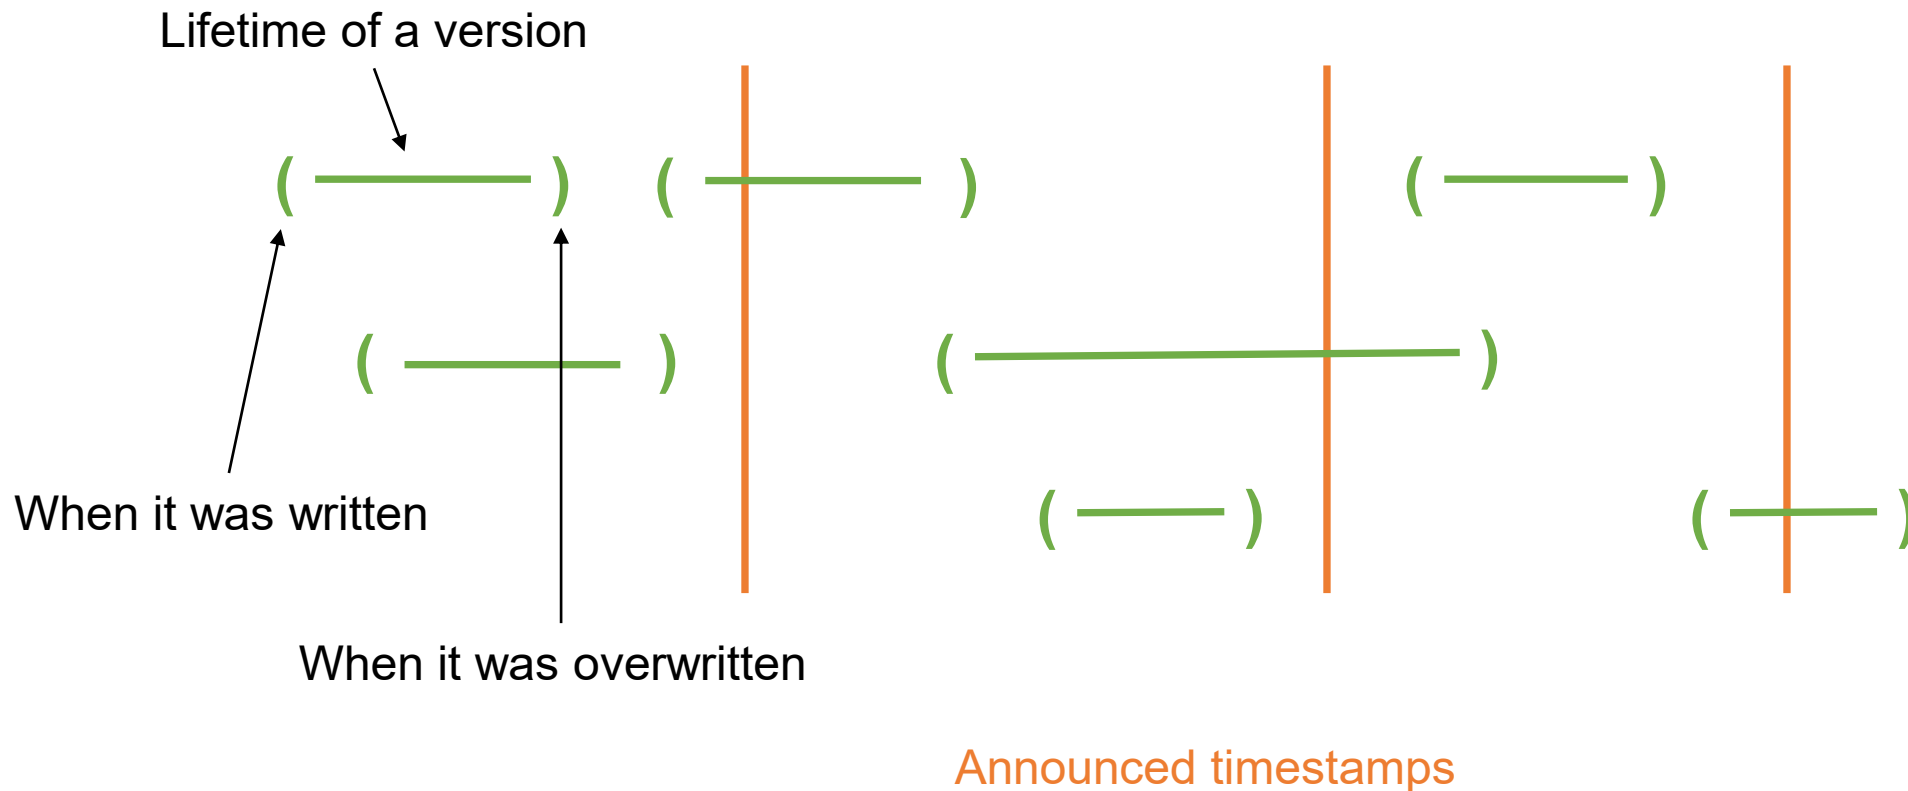 Lifetime of a version
( ) ( ) ( )
( ) ( )
When it was written
( ) ( )
When it was overwritten
Announced timestamps